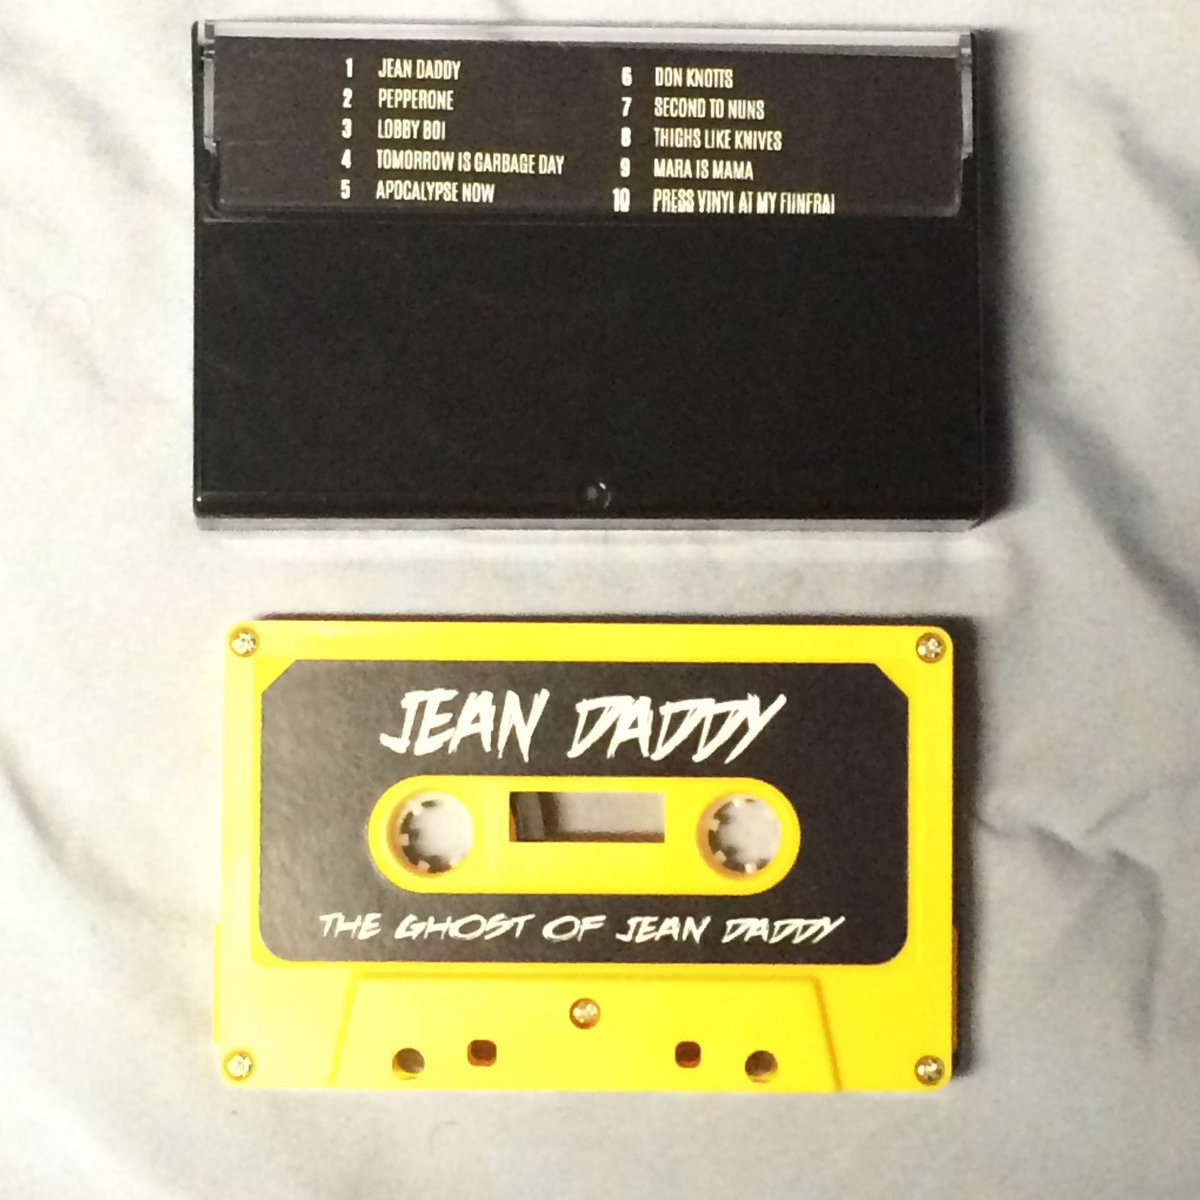 1 JEAN DADDY
2 PEPPERONE
3 LOBBY BOI
4 TOMORROW IS GARBAGE DAY
5 APOCALYPSE NOW
6 DON KNOTTS
7 SECOND TO NUNS
8 THIGHS LIKE KNIVES
9 MARA IS MAMA
10 PRESS VINYL AT MY FUNERAL
JEAN DADDY
THE GHOST OF JEAN DADDY